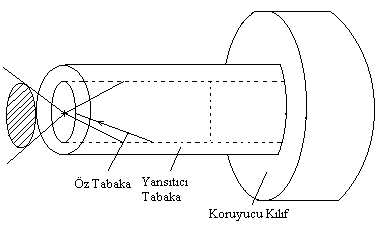 Öz Tabaka
Yansıtıcı
Tabaka
Koruyucu Kılıf